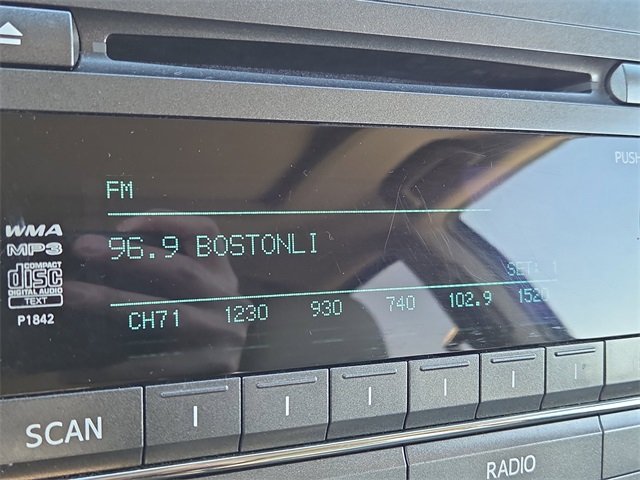 PUSH
FM
WMA
MP3
96.9 BOSTONLI
COMPACT
disc
DIGITAL AUDIO
TEXT
SET: 1
P1842
CH71 1230 930 740 102.9 1520
SCAN
RADIO